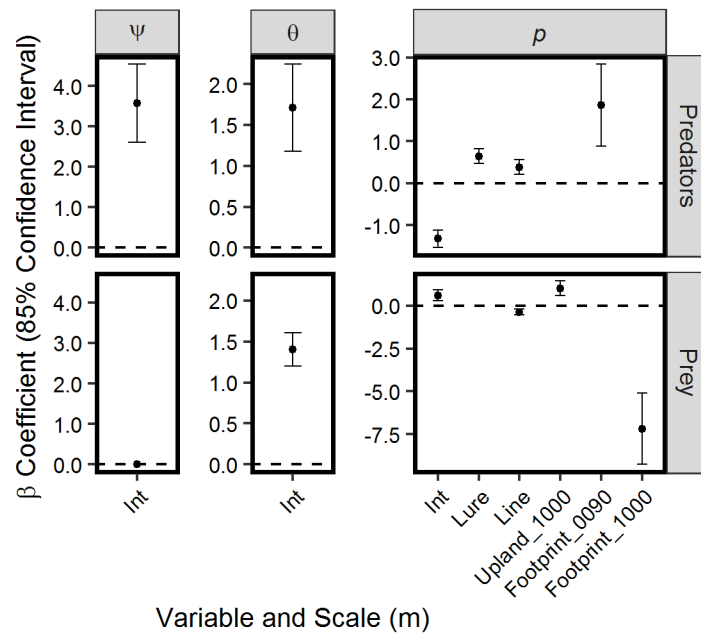 ψ
θ
p
β Coefficient (85% Confidence Interval)
4.0
3.0
2.0
1.0
0.0
2.0
1.5
1.0
0.5
0.0
3.0
2.0
1.0
0.0
-1.0
Predators
4.0
3.0
2.0
1.0
0.0
2.0
1.5
1.0
0.5
0.0
0.0
-2.5
-5.0
-7.5
Prey
Int
Int
Int
Lure
Line
Upland_1000
Footprint_0090
Footprint_1000
Variable and Scale (m)